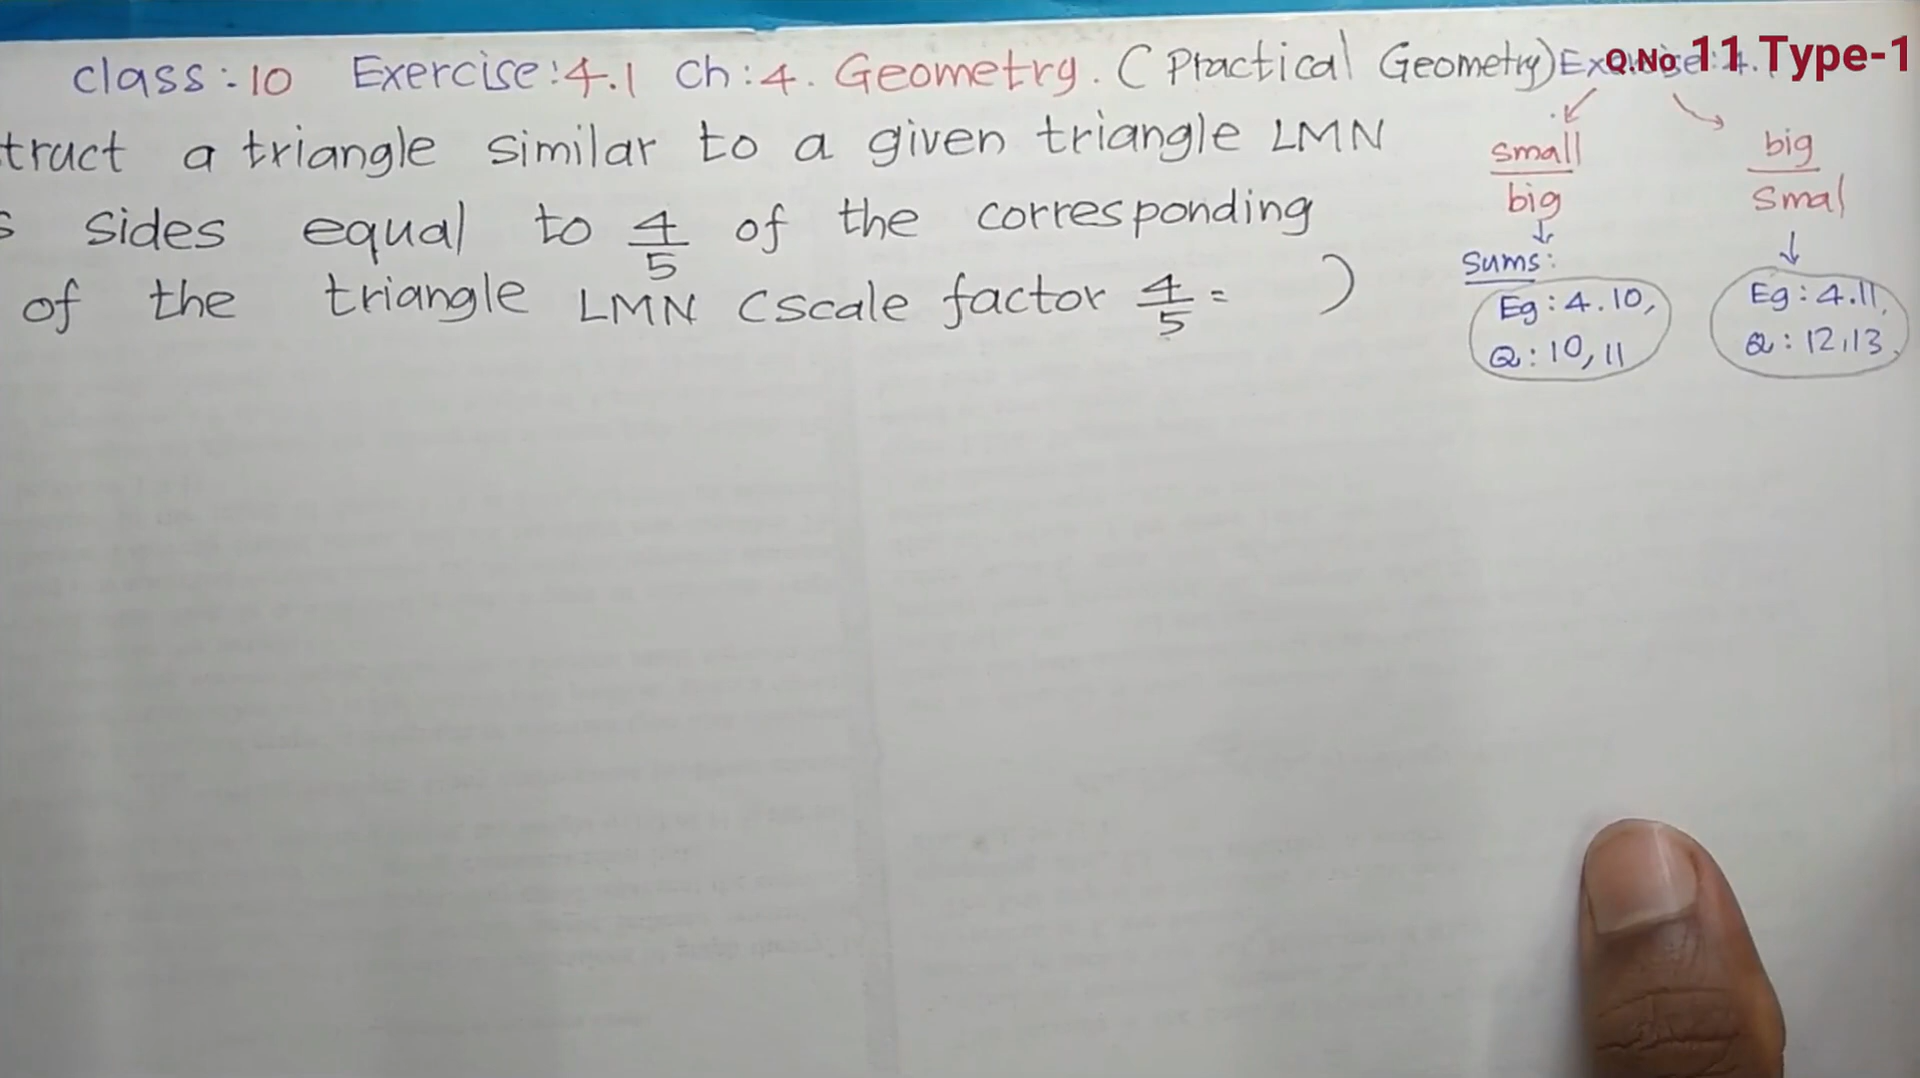 class:10 Exercise:4.1 Ch:4. Geometry. (Practical Geometry)
Q.No 11 Type-1
tract a triangle similar to a given triangle LMN
s sides equal to 4/5 of the corresponding
of the triangle LMN (scale factor 4/5 = )
small
big
Sums:
Eg: 4.10,
Q: 10, 11
big
Smal
Eg: 4.11,
Q: 12,13,